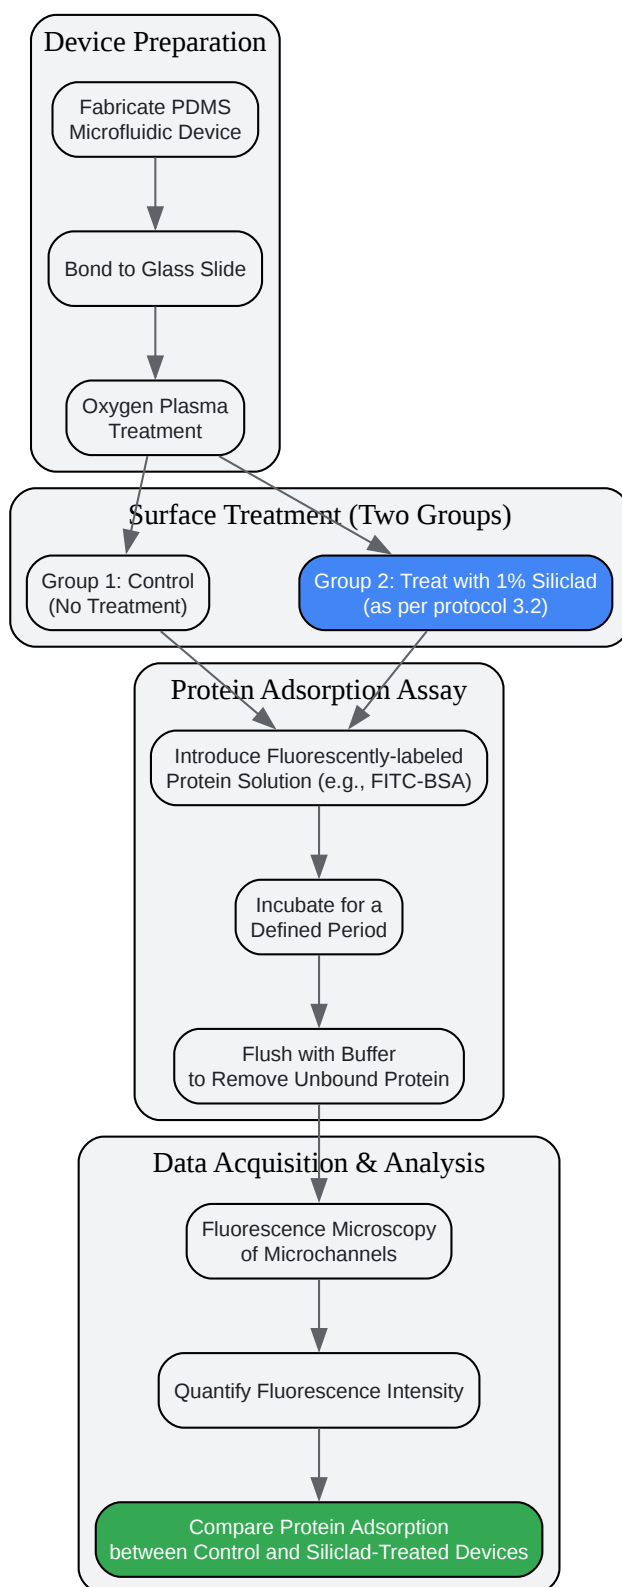 Device Preparation
Fabricate PDMS
Microfluidic Device
Bond to Glass Slide
Oxygen Plasma
Treatment
Surface Treatment (Two Groups)
Group 1: Control
(No Treatment)
Group 2: Treat with 1% Siliclad
(as per protocol 3.2)
Protein Adsorption Assay
Introduce Fluorescently-labeled
Protein Solution (e.g., FITC-BSA)
Incubate for a
Defined Period
Flush with Buffer
to Remove Unbound Protein
Data Acquisition & Analysis
Fluorescence Microscopy
of Microchannels
Quantify Fluorescence Intensity
Compare Protein Adsorption
between Control and Siliclad-Treated Devices